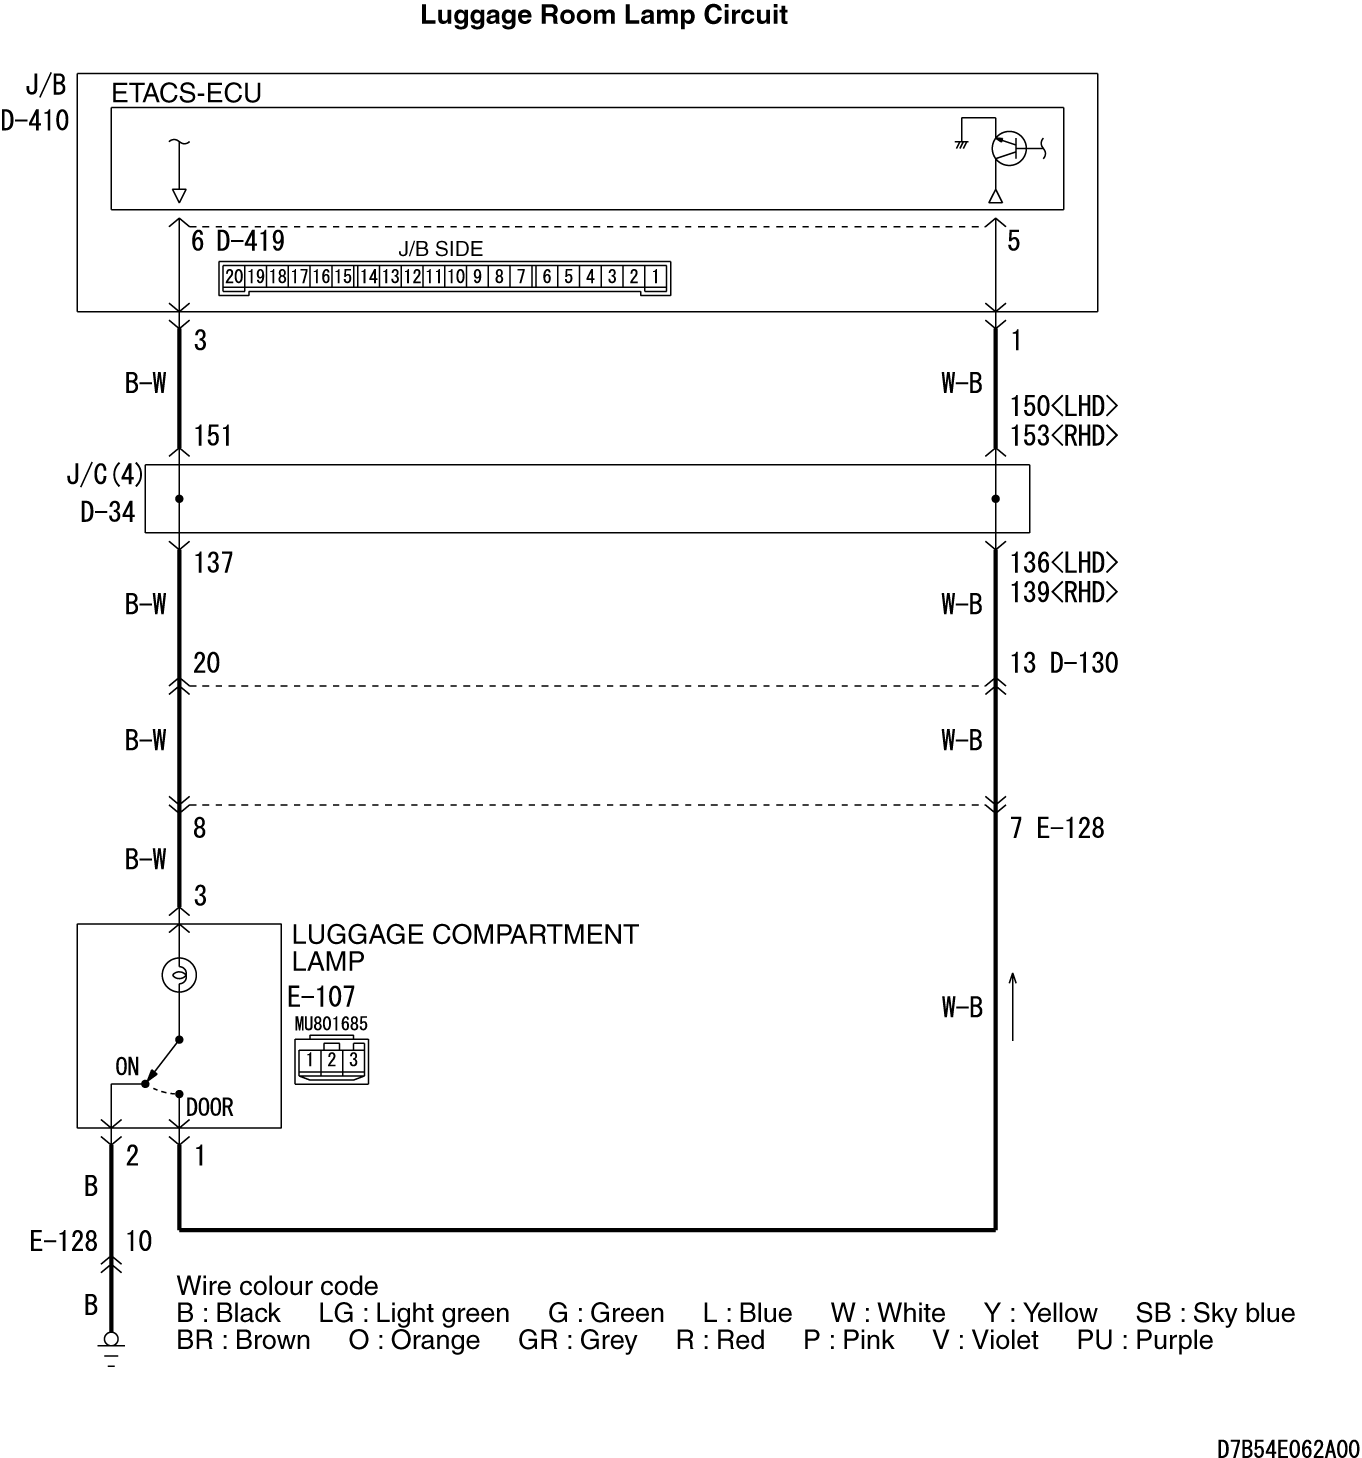 Luggage Room Lamp Circuit
J/B
D-410
ETACS-ECU
6 D-419
5
J/B SIDE
20 19 18 17 16 15 14 13 12 11 10 9 8 7 6 5 4 3 2 1
3
1
B-W
W-B
150<LHD>
151
153<RHD>
J/C(4)
D-34
137
136<LHD>
139<RHD>
B-W
W-B
20
13 D-130
B-W
W-B
8
7 E-128
B-W
3
LUGGAGE COMPARTMENT
LAMP
E-107
MU801685
1 2 3
W-B
ON
DOOR
2
1
B
E-128
10
B
Wire colour code
B : Black LG : Light green G : Green L : Blue W : White Y : Yellow SB : Sky blue
BR : Brown O : Orange GR : Grey R : Red P : Pink V : Violet PU : Purple
D7B54E062A00